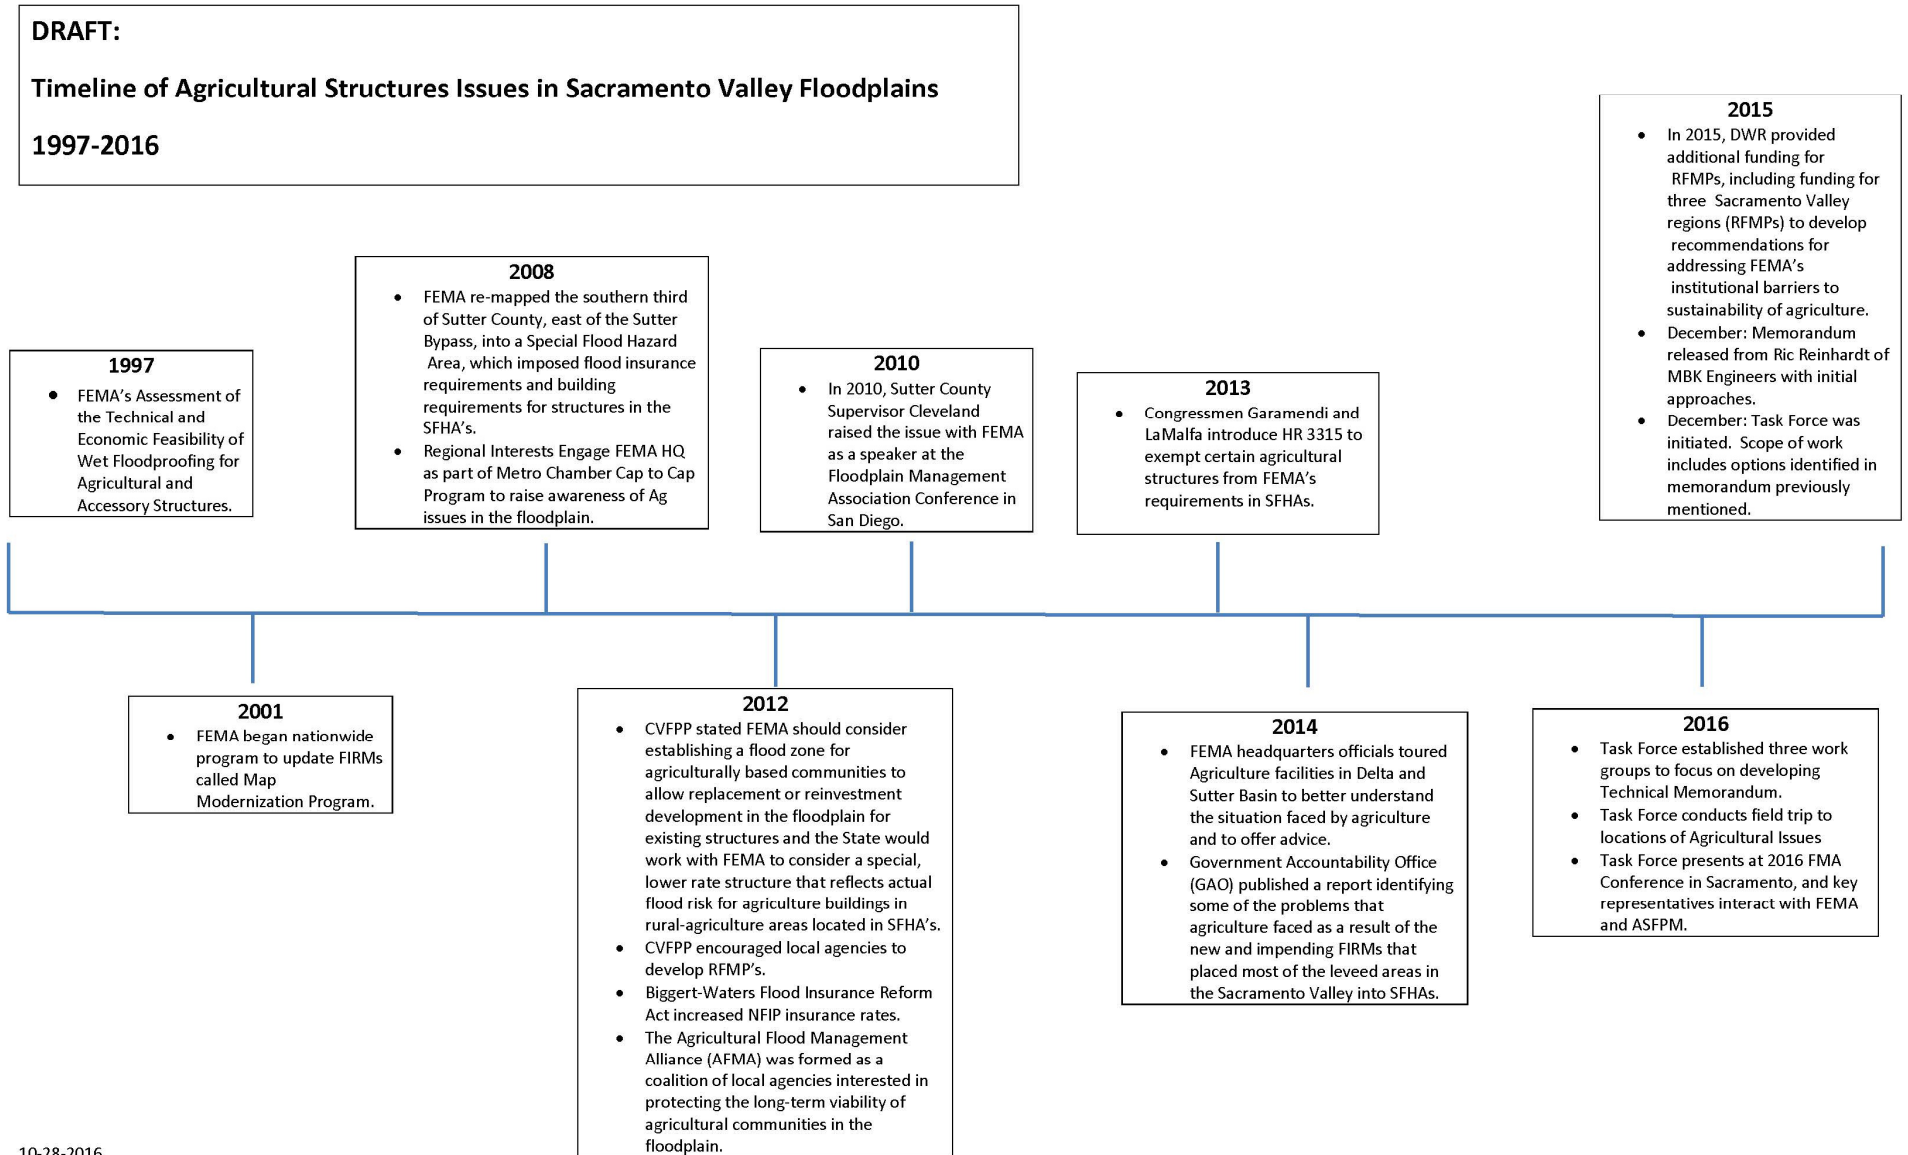 DRAFT:
Timeline of Agricultural Structures Issues in Sacramento Valley Floodplains
1997-2016
1997
• FEMA's Assessment of
the Technical and
Economic Feasibility of
Wet Floodproofing for
Agricultural and
Accessory Structures.
2008
• FEMA re-mapped the southern third
of Sutter County, east of the Sutter
Bypass, into a Special Flood Hazard
Area, which imposed flood insurance
requirements and building
requirements for structures in the
SFHA's.
• Regional Interests Engage FEMA HQ
as part of Metro Chamber Cap to Cap
Program to raise awareness of Ag
issues in the floodplain.
2010
• In 2010, Sutter County
Supervisor Cleveland
raised the issue with FEMA
as a speaker at the
Floodplain Management
Association Conference in
San Diego.
2013
• Congressmen Garamendi and
LaMalfa introduce HR 3315 to
exempt certain agricultural
structures from FEMA's
requirements in SFHAs.
2015
• In 2015, DWR provided
additional funding for
RFMPs, including funding for
three Sacramento Valley
regions (RFMPs) to develop
recommendations for
addressing FEMA's
institutional barriers to
sustainability of agriculture.
• December: Memorandum
released from Ric Reinhardt of
MBK Engineers with initial
approaches.
• December: Task Force was
initiated. Scope of work
includes options identified in
memorandum previously
mentioned.
2001
• FEMA began nationwide
program to update FIRMs
called Map
Modernization Program.
2012
• CVFPP stated FEMA should consider
establishing a flood zone for
agriculturally based communities to
allow replacement or reinvestment
development in the floodplain for
existing structures and the State would
work with FEMA to consider a special,
lower rate structure that reflects actual
flood risk for agriculture buildings in
rural-agriculture areas located in SFHA's.
• CVFPP encouraged local agencies to
develop RFMP's.
• Biggert-Waters Flood Insurance Reform
Act increased NFIP insurance rates.
• The Agricultural Flood Management
Alliance (AFMA) was formed as a
coalition of local agencies interested in
protecting the long-term viability of
agricultural communities in the
floodplain.
2014
• FEMA headquarters officials toured
Agriculture facilities in Delta and
Sutter Basin to better understand
the situation faced by agriculture
and to offer advice.
• Government Accountability Office
(GAO) published a report identifying
some of the problems that
agriculture faced as a result of the
new and impending FIRMs that
placed most of the leveed areas in
the Sacramento Valley into SFHAs.
2016
• Task Force established three work
groups to focus on developing
Technical Memorandum.
• Task Force conducts field trip to
locations of Agricultural Issues
• Task Force presents at 2016 FMA
Conference in Sacramento, and key
representatives interact with FEMA
and ASFPM.
10-28-2016